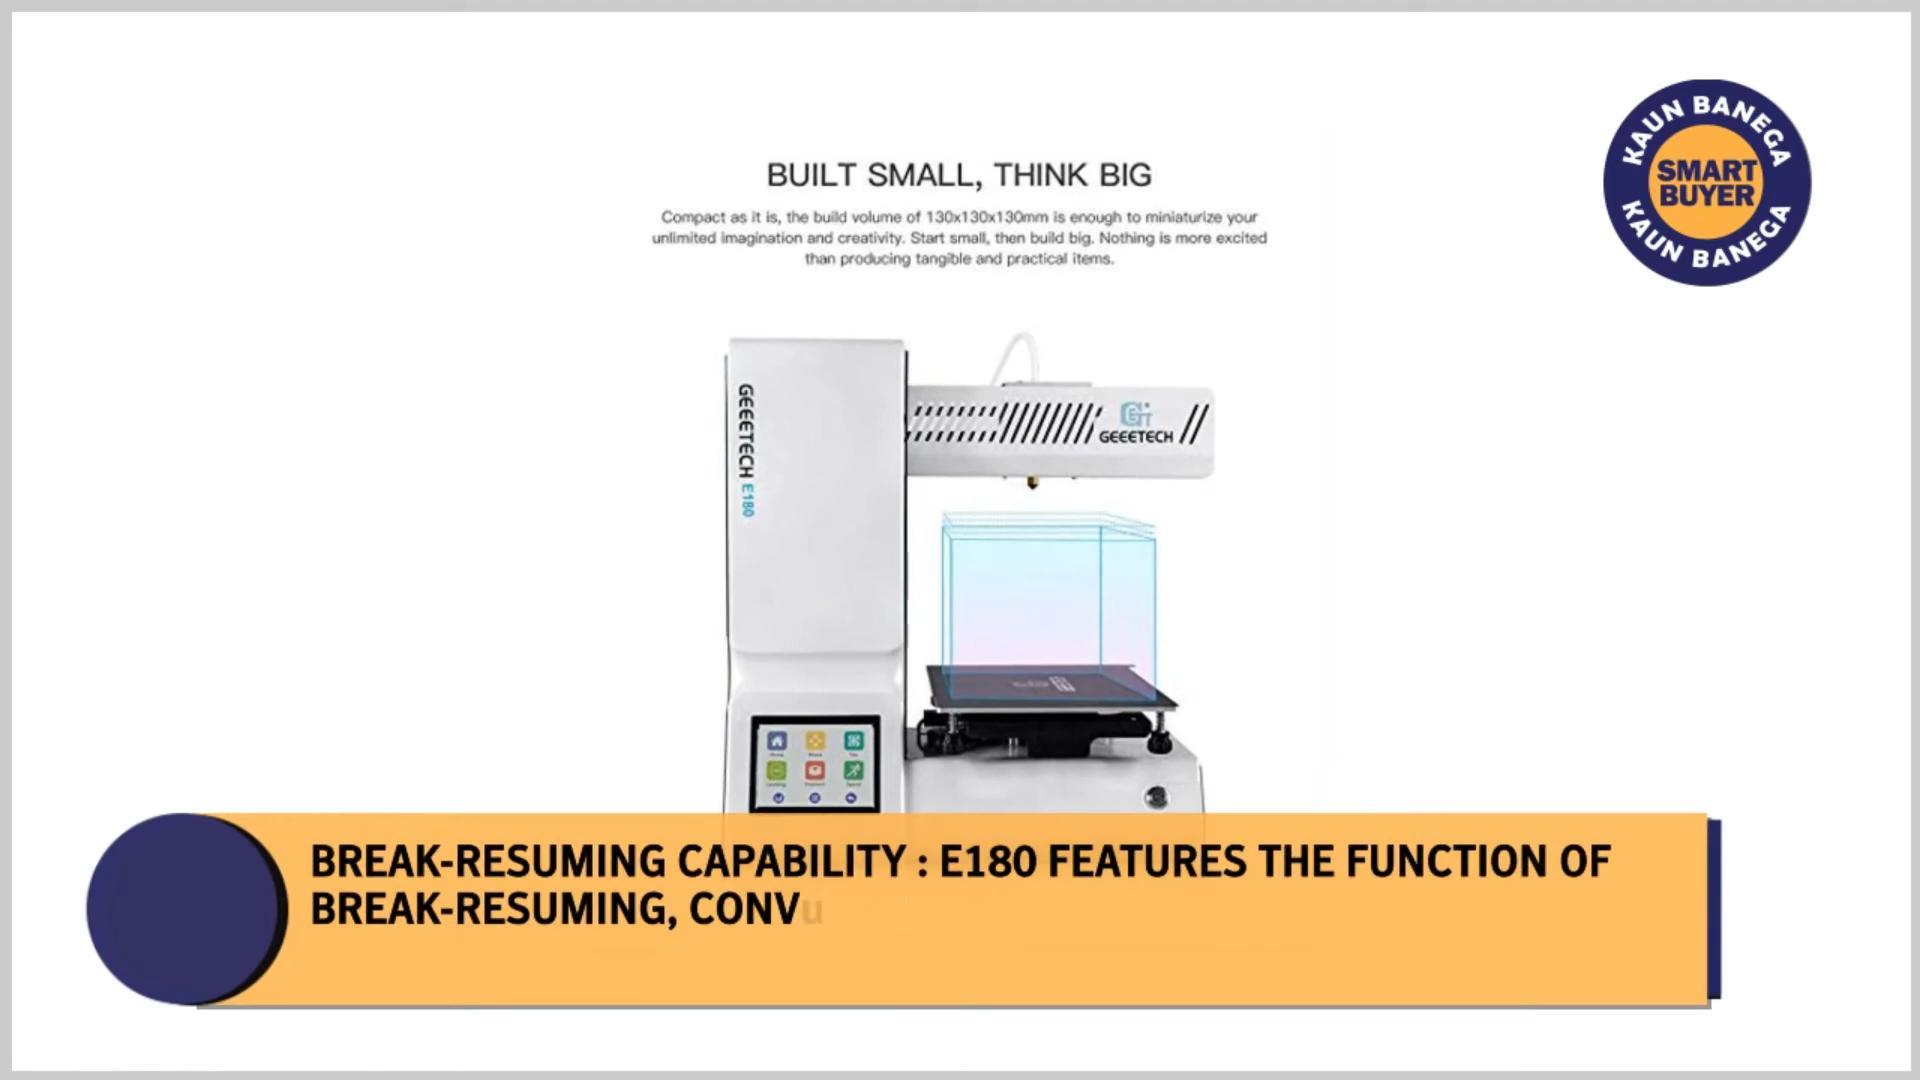 BUILT SMALL, THINK BIG
Compact as it is, the build volume of 130x130x130mm is enough to miniaturize your
unlimited imagination and creativity. Start small, then build big. Nothing is more excited
than producing tangible and practical items.
KAUN BANEGA
SMART
BUYER
KAUN BANEGA
GEEETECH E180
GEEETECH
BREAK-RESUMING CAPABILITY : E180 FEATURES THE FUNCTION OF
BREAK-RESUMING, CONVU